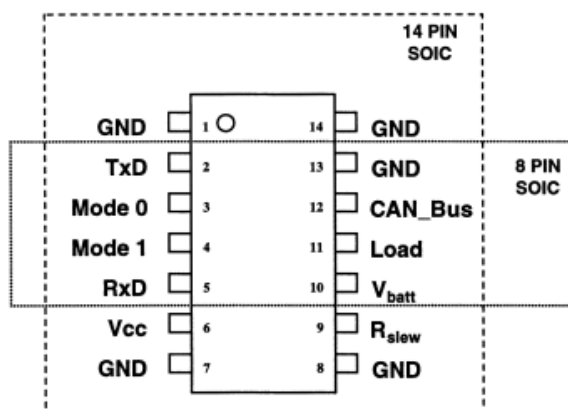 14 PIN
SOIC
GND 1 14 GND
TxD 2 13 GND
8 PIN
SOIC
Mode 0 3 12 CAN_Bus
Mode 1 4 11 Load
RxD 5 10 Vbatt
Vcc 6 9 Rslew
GND 7 8 GND